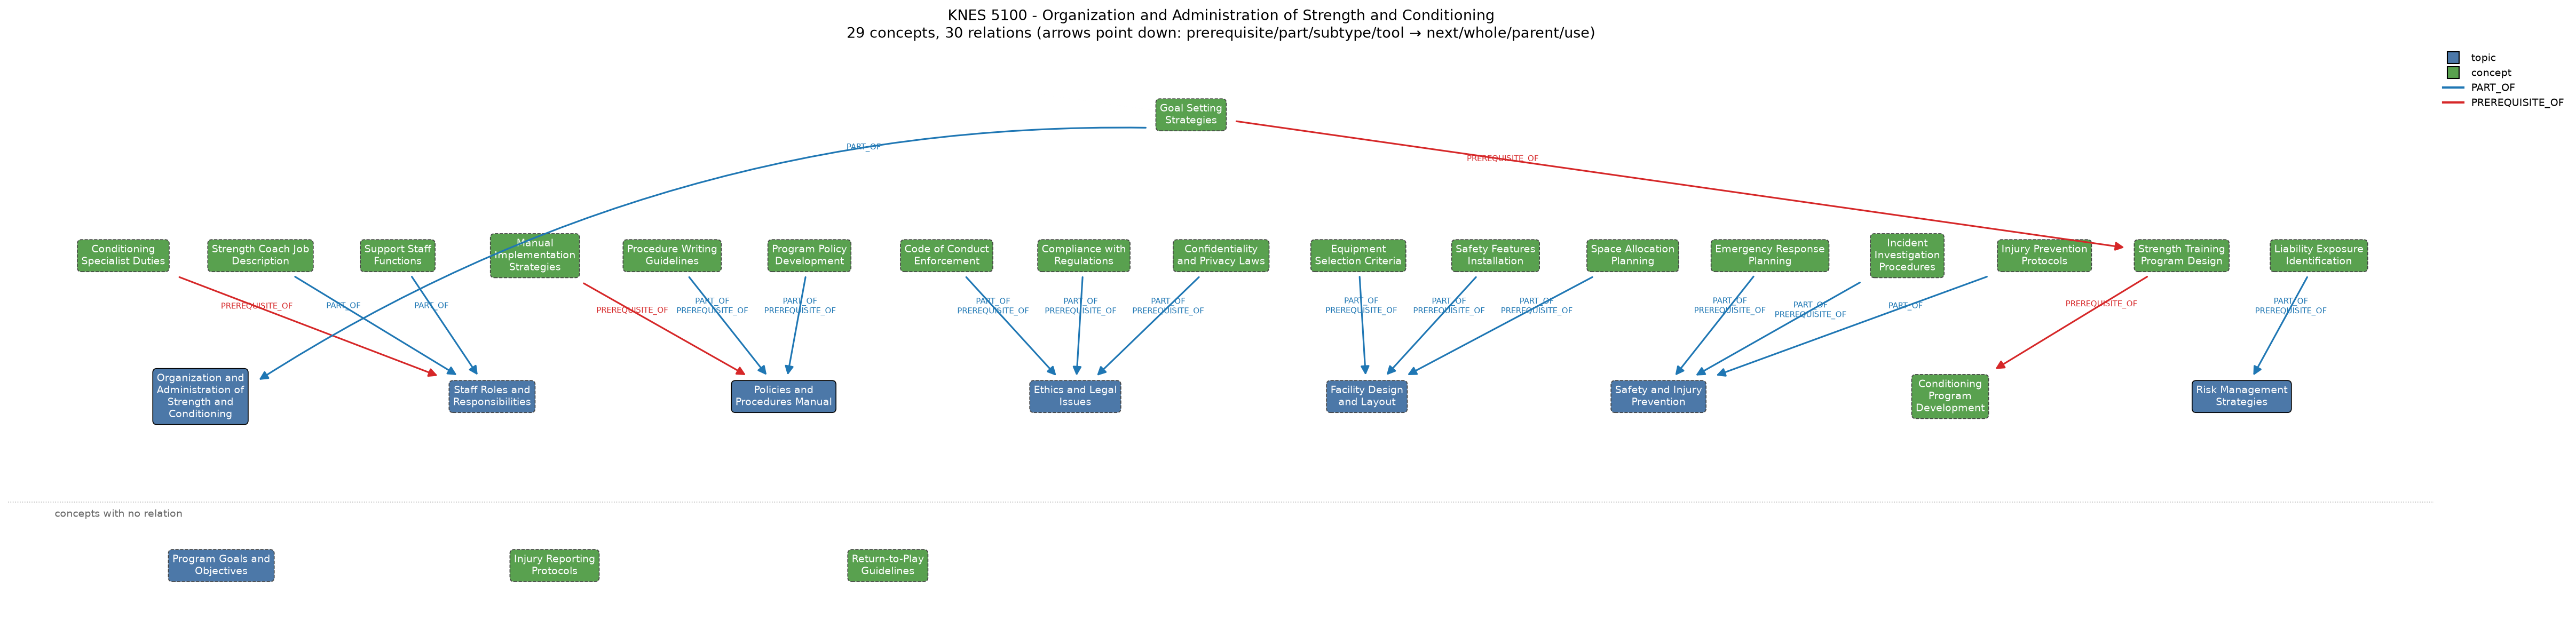 KNES 5100 - Organization and Administration of Strength and Conditioning
29 concepts, 30 relations (arrows point down: prerequisite/part/subtype/tool → next/whole/parent/use)
topic
concept
PART_OF
PREREQUISITE_OF
Goal Setting
Strategies
PART_OF
PREREQUISITE_OF
Conditioning
Specialist Duties
Strength Coach Job
Description
Support Staff
Functions
Manual
Implementation
Strategies
Procedure Writing
Guidelines
Program Policy
Development
Code of Conduct
Enforcement
Compliance with
Regulations
Confidentiality
and Privacy Laws
Equipment
Selection Criteria
Safety Features
Installation
Space Allocation
Planning
Emergency Response
Planning
Incident
Investigation
Procedures
Injury Prevention
Protocols
Strength Training
Program Design
Liability Exposure
Identification
PREREQUISITE_OF
PART_OF
PART_OF
PREREQUISITE_OF
PART_OF
PREREQUISITE_OF
PART_OF
PREREQUISITE_OF
PART_OF
PREREQUISITE_OF
PART_OF
PREREQUISITE_OF
PART_OF
PREREQUISITE_OF
PART_OF
PREREQUISITE_OF
PART_OF
PREREQUISITE_OF
PART_OF
PREREQUISITE_OF
PART_OF
PREREQUISITE_OF
PART_OF
PREREQUISITE_OF
PART_OF
PREREQUISITE_OF
PART_OF
PREREQUISITE_OF
Organization and
Administration of
Strength and
Conditioning
Staff Roles and
Responsibilities
Policies and
Procedures Manual
Ethics and Legal
Issues
Facility Design
and Layout
Safety and Injury
Prevention
Conditioning
Program
Development
Risk Management
Strategies
concepts with no relation
Program Goals and
Objectives
Injury Reporting
Protocols
Return-to-Play
Guidelines